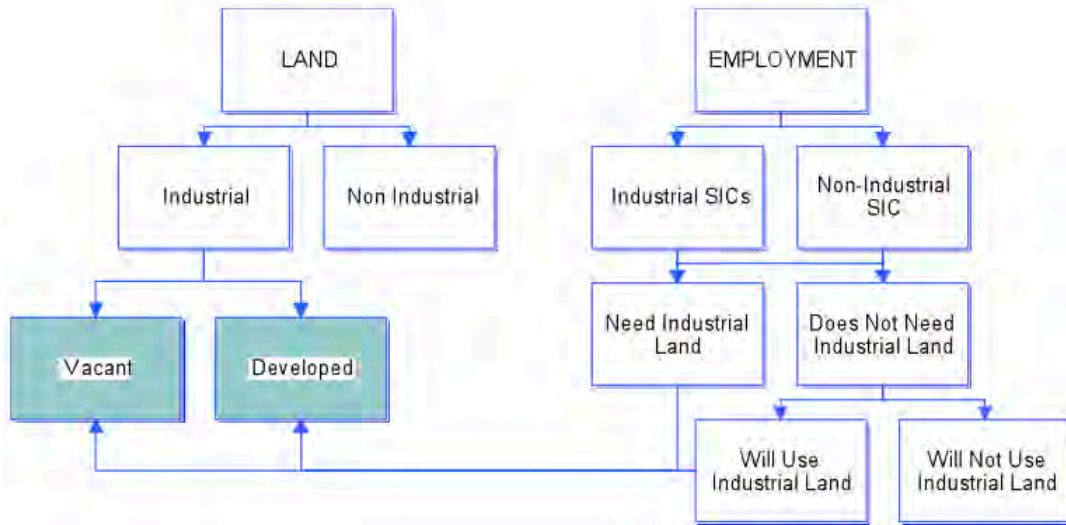 LAND
EMPLOYMENT
Industrial
Non Industrial
Industrial SICs
Non-Industrial
SIC
Need Industrial
Land
Does Not Need
Industrial Land
Vacant
Developed
Will Use
Industrial Land
Will Not Use
Industrial Land